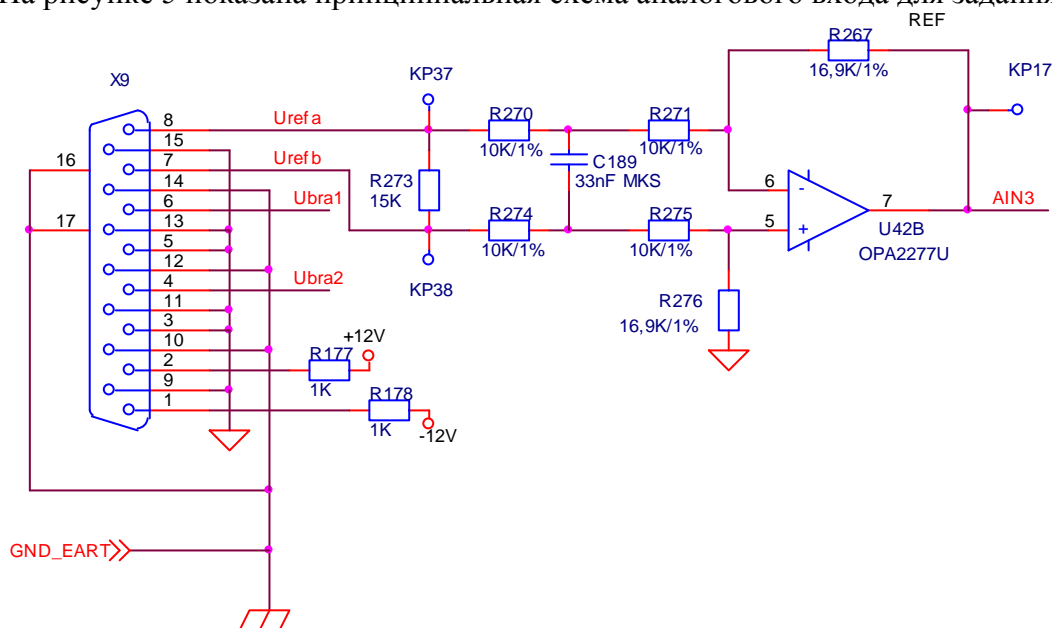 На рисунке 3 показана принципиальная схема аналогового входа для задания
REF
R267
16,9K/1%
KP17
X9
KP37
8
Urefa
R270
10K/1%
R271
10K/1%
15
16
7
Urefb
C189
33nF MKS
14
R273
15K
6
Ubra1
6
-
7
AIN3
17
13
R274
10K/1%
R275
10K/1%
5
+
U42B
OPA2277U
5
12
KP38
4
Ubra2
11
R276
16,9K/1%
3
10
+12V
R177
1K
2
9
R178
1K
1
-12V
GND_EART